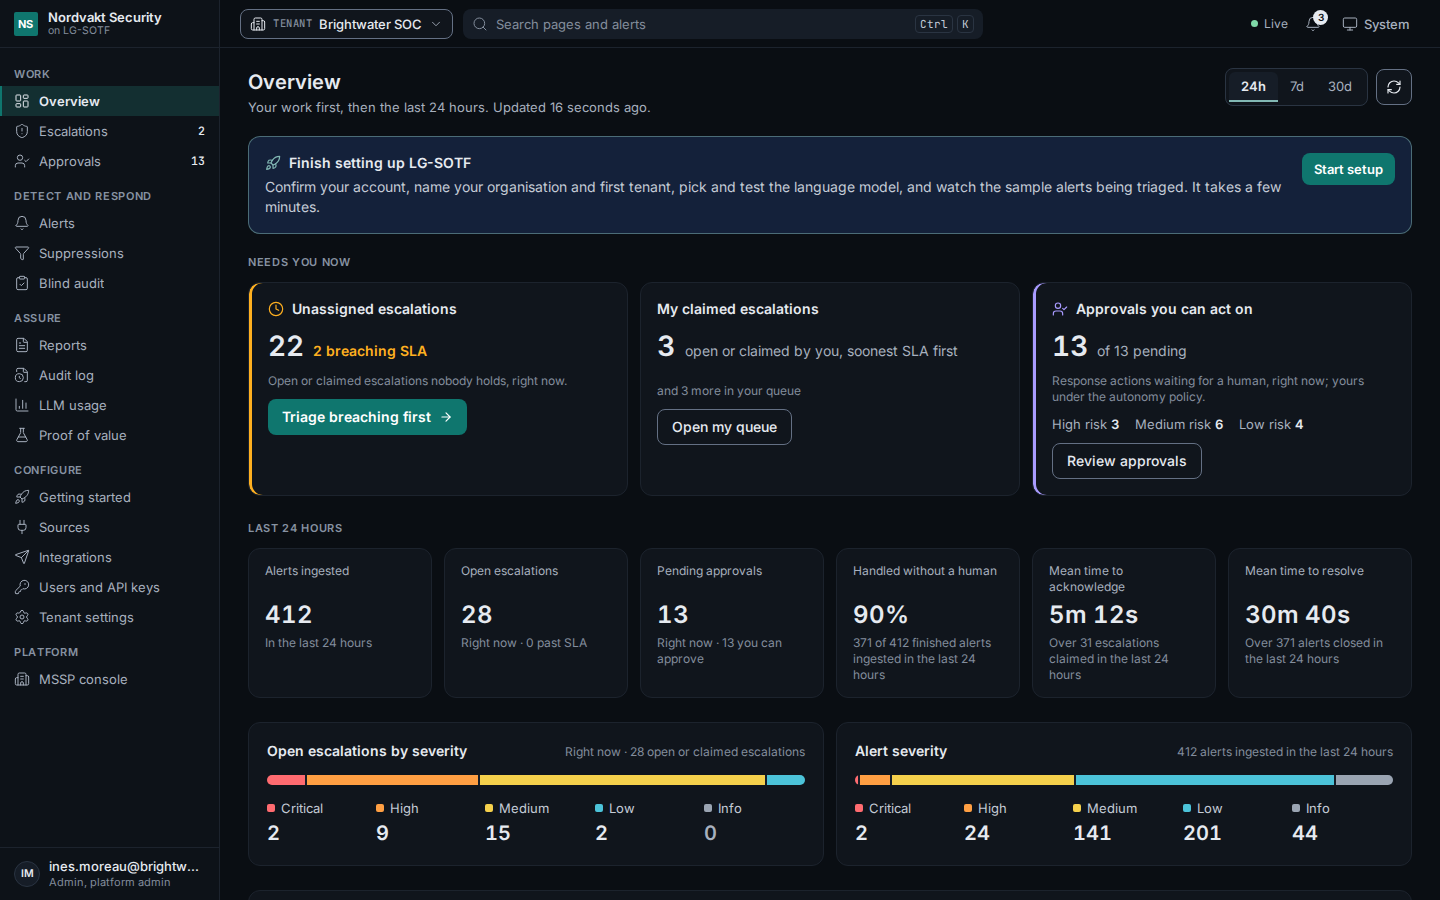 NS
Nordvakt Security
on LG-SOTF
WORK
Overview
Escalations 2
Approvals 13
DETECT AND RESPOND
Alerts
Suppressions
Blind audit
ASSURE
Reports
Audit log
LLM usage
Proof of value
CONFIGURE
Getting started
Sources
Integrations
Users and API keys
Tenant settings
PLATFORM
MSSP console
IM
ines.moreau@brightw...
Admin, platform admin
TENANT Brightwater SOC
Search pages and alerts Ctrl K
Live 3 System
Overview
Your work first, then the last 24 hours. Updated 16 seconds ago.
24h 7d 30d
Finish setting up LG-SOTF
Confirm your account, name your organisation and first tenant, pick and test the language model, and watch the sample alerts being triaged. It takes a few
minutes.
Start setup
NEEDS YOU NOW
Unassigned escalations
22 2 breaching SLA
Open or claimed escalations nobody holds, right now.
Triage breaching first
My claimed escalations
3 open or claimed by you, soonest SLA first
and 3 more in your queue
Open my queue
Approvals you can act on
13 of 13 pending
Response actions waiting for a human, right now; yours
under the autonomy policy.
High risk 3 Medium risk 6 Low risk 4
Review approvals
LAST 24 HOURS
Alerts ingested
412
In the last 24 hours
Open escalations
28
Right now · 0 past SLA
Pending approvals
13
Right now · 13 you can
approve
Handled without a human
90%
371 of 412 finished alerts
ingested in the last 24
hours
Mean time to
acknowledge
5m 12s
Over 31 escalations
claimed in the last 24
hours
Mean time to resolve
30m 40s
Over 371 alerts closed in
the last 24 hours
Open escalations by severity
Right now · 28 open or claimed escalations
Critical High Medium Low Info
2 9 15 2 0
Alert severity
412 alerts ingested in the last 24 hours
Critical High Medium Low Info
2 24 141 201 44